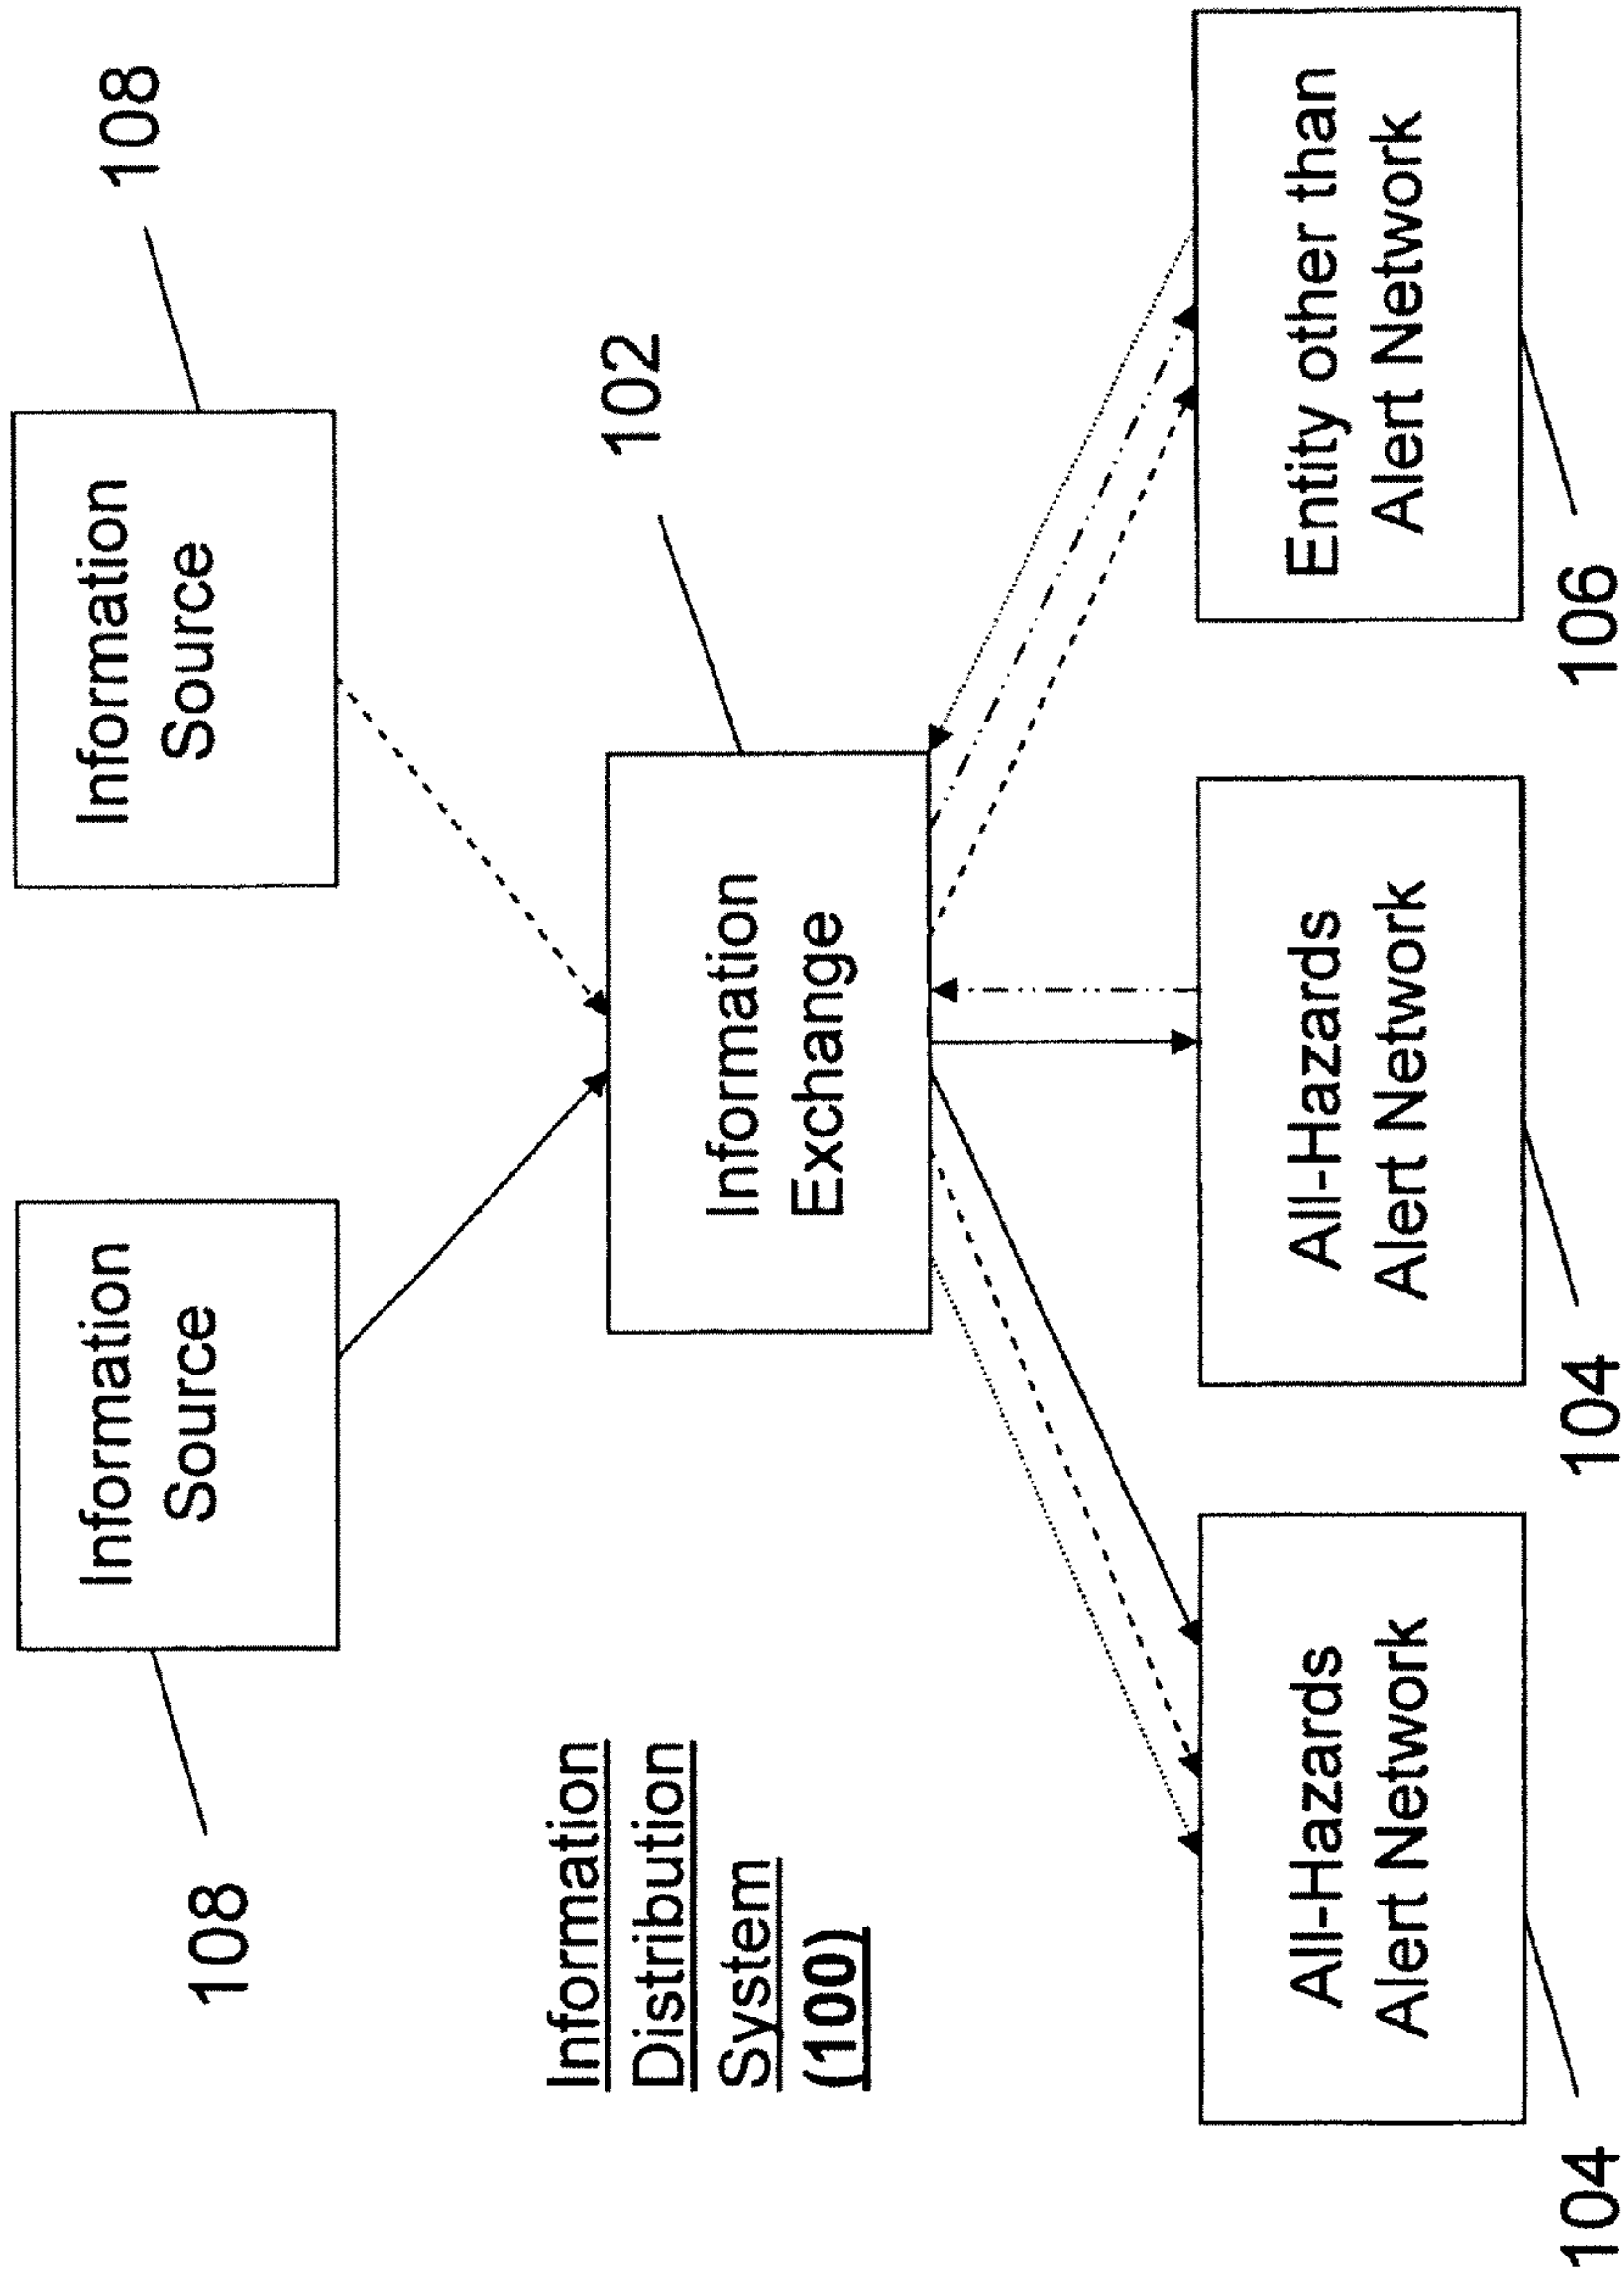 108
Information
Source
Information
Source
108
Information
Distribution
System
(100)
Information
Exchange
102
All-Hazards
Alert Network
All-Hazards
Alert Network
Entity other than
Alert Network
104
104
106